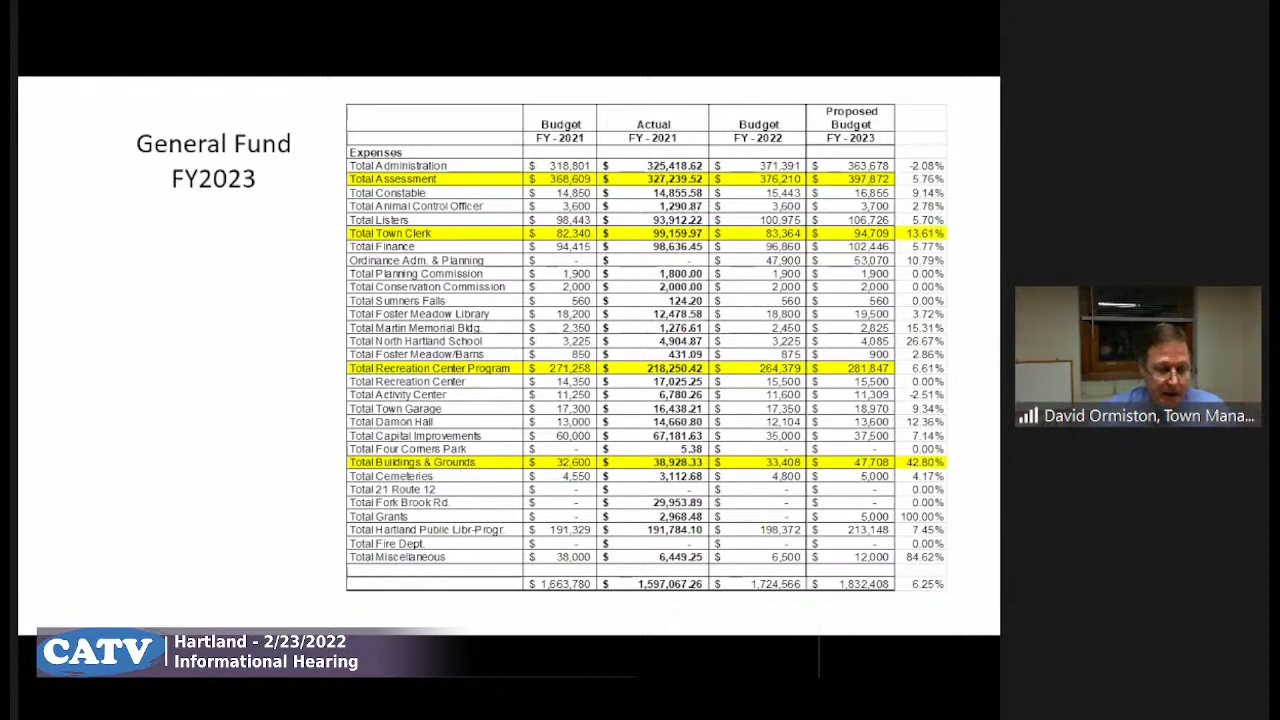 General Fund
FY2023
Budget Actual Budget Proposed Budget
FY - 2021 FY - 2021 FY - 2022 FY - 2023
Expenses
Total Administration $ 318,801 $ 325,418.62 $ 371,391 $ 363,678 -2.08%
Total Assessment $ 368,609 $ 327,239.52 $ 376,210 $ 397,872 5.76%
Total Constable $ 14,850 $ 14,855.58 $ 15,443 $ 16,855 9.14%
Total Animal Control Officer $ 3,600 $ 1,290.87 $ 3,600 $ 3,700 2.78%
Total Listers $ 98,443 $ 93,912.22 $ 100,975 $ 106,726 5.70%
Total Town Clerk $ 82,340 $ 99,159.97 $ 83,364 $ 94,709 13.61%
Total Finance $ 94,415 $ 98,636.45 $ 96,860 $ 102,446 5.77%
Ordinance Adm. & Planning $ - $ - $ 47,900 $ 53,070 10.79%
Total Planning Commission $ 1,900 $ 1,800.00 $ 1,900 $ 1,900 0.00%
Total Conservation Commission $ 2,000 $ 2,000.00 $ 2,000 $ 2,000 0.00%
Total Sumners Falls $ 560 $ 124.20 $ 560 $ 560 0.00%
Total Foster Meadow Library $ 18,200 $ 12,478.58 $ 18,800 $ 19,500 3.72%
Total Martin Memorial Bldg. $ 2,350 $ 1,276.61 $ 2,450 $ 2,825 15.31%
Total North Hartland School $ 3,225 $ 4,904.87 $ 3,225 $ 4,085 26.67%
Total Foster Meadow/Barns $ 850 $ 431.09 $ 875 $ 900 2.86%
Total Recreation Center Program $ 271,258 $ 218,250.42 $ 264,379 $ 281,847 6.61%
Total Recreation Center $ 14,350 $ 17,025.25 $ 15,500 $ 15,500 0.00%
Total Activity Center $ 11,250 $ 6,780.26 $ 11,600 $ 11,309 -2.51%
Total Town Garage $ 17,300 $ 16,438.21 $ 17,350 $ 18,970 9.34%
Total Damon Hall $ 13,000 $ 14,660.80 $ 12,104 $ 13,600 12.36%
Total Capital Improvements $ 60,000 $ 67,181.63 $ 35,000 $ 37,500 7.14%
Total Four Corners Park $ - $ 5.38 $ - $ - 0.00%
Total Buildings & Grounds $ 32,600 $ 38,928.33 $ 33,408 $ 47,708 42.80%
Total Cemeteries $ 4,550 $ 3,112.68 $ 4,800 $ 5,000 4.17%
Total 21 Route 12 $ - $ - $ - $ - 0.00%
Total Fork Brook Rd. $ - $ 29,953.89 $ - $ - 0.00%
Total Grants $ - $ 2,968.48 $ - $ 5,000 100.00%
Total Hartland Public Libr-Progr. $ 191,329 $ 191,784.10 $ 198,372 $ 213,148 7.45%
Total Fire Dept. $ - $ - $ - $ - 0.00%
Total Miscellaneous $ 38,000 $ 6,449.25 $ 6,500 $ 12,000 84.62%
$ 1,663,780 $ 1,597,067.26 $ 1,724,566 $ 1,832,408 6.25%
David Ormiston, Town Mana...
CATV
Hartland - 2/23/2022
Informational Hearing